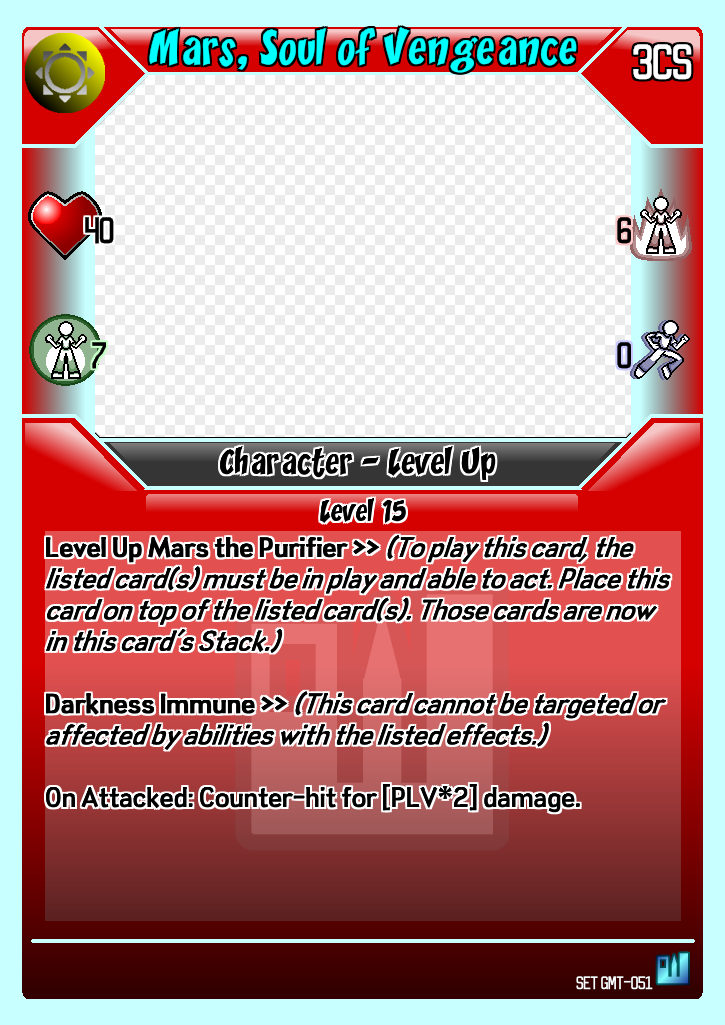 Mars, Soul of Vengeance
3CS
40
6
7
0
Character - Level Up
Level 15
Level Up Mars the Purifier >> (To play this card, the
listed card(s) must be in play and able to act. Place this
card on top of the listed card(s). Those cards are now
in this card's Stack.)
Darkness Immune >> (This card cannot be targeted or
affected by abilities with the listed effects.)
On Attacked: Counter-hit for [PLV*2] damage.
SET GMT-051